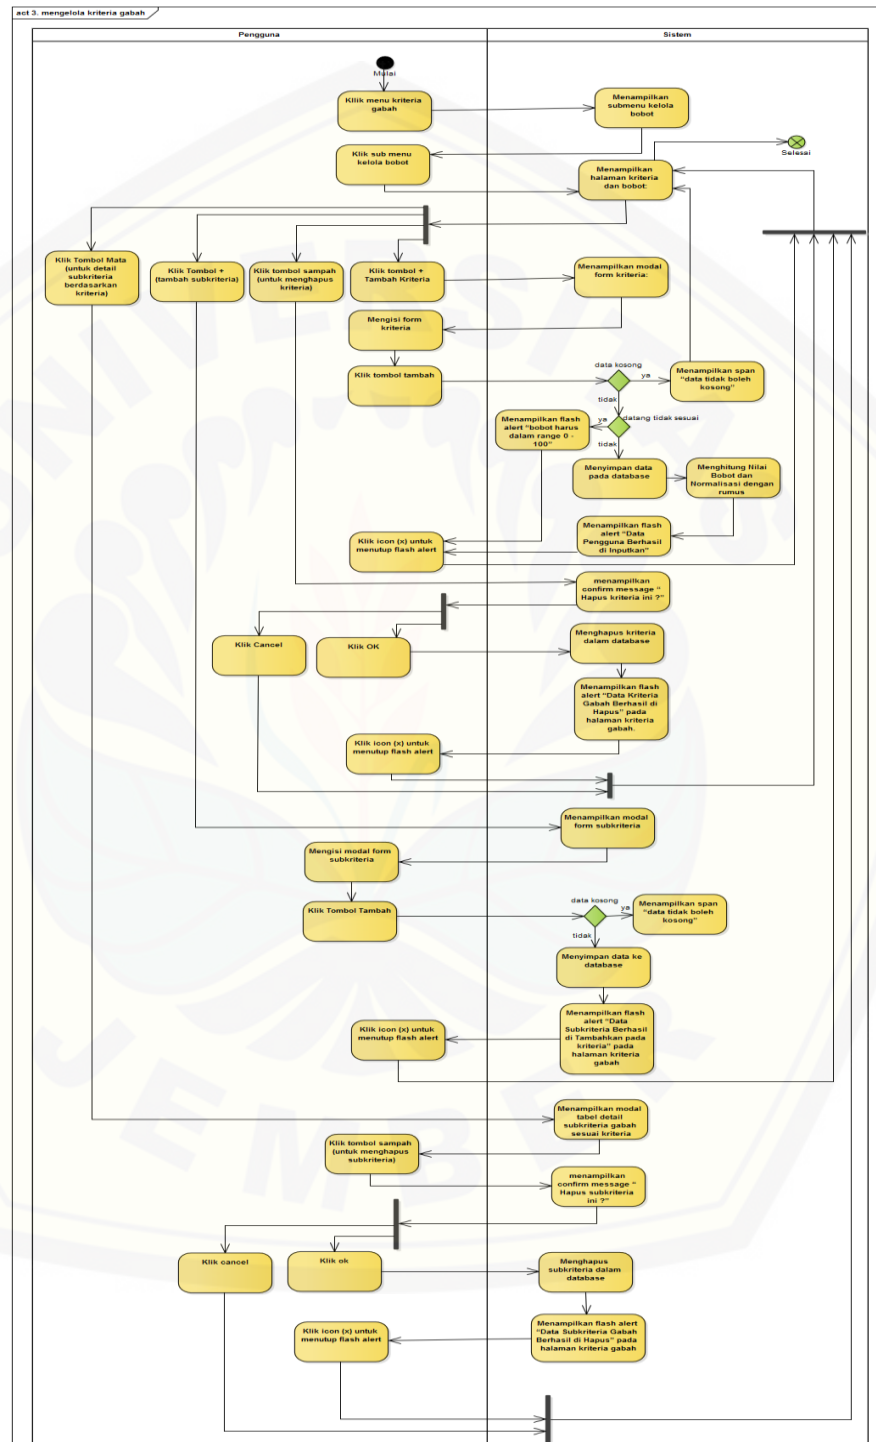 act 3. mengelola kriteria gabah
Pengguna
Sistem
Mulai
Kllik menu kriteria
gabah
Menampilkan
submenu kelola
bobot
Selesai
Klik sub menu
kelola bobot
Menampilkan
halaman kriteria
dan bobot:
Klik Tombol Mata
(untuk detail
subkriteria
berdasarkan
kriteria)
Klik Tombol +
(tambah subkriteria)
Klik tombol sampah
(untuk menghapus
kriteria)
Klik tombol +
Tambah Kriteria
Menampilkan modal
form kriteria:
Mengisi form
kriteria
Klik tombol tambah
data kosong
ya
tidak
Menampilkan span
"data tidak boleh
kosong"
Menampilkan flash
alert "bobot harus
dalam range 0 -
100"
ya
datang tidak sesuai
tidak
Menyimpan data
pada database
Menghitung Nilai
Bobot dan
Normalisasi dengan
rumus
Menampilkan flash
alert "Data
Pengguna Berhasil
di Inputkan"
Klik icon (x) untuk
menutup flash alert
menampilkan
confirm message "
Hapus kriteria ini ?"
Klik Cancel
Klik OK
Menghapus kriteria
dalam database
Menampilkan flash
alert "Data Kriteria
Gabah Berhasil di
Hapus" pada
halaman kriteria
gabah.
Klik icon (x) untuk
menutup flash alert
Menampilkan modal
form subkriteria
Mengisi modal form
subkriteria
Klik Tombol Tambah
data kosong
ya
tidak
Menampilkan span
"data tidak boleh
kosong"
Menyimpan data ke
database
Menampilkan flash
alert "Data
Subkriteria Berhasil
di Tambahkan pada
kriteria" pada
halaman kriteria
gabah
Klik icon (x) untuk
menutup flash alert
Menampilkan modal
tabel detail
subkriteria gabah
sesuai kriteria
Klik tombol sampah
(untuk menghapus
subkriteria)
menampilkan
confirm message "
Hapus subkriteria
ini ?"
Klik cancel
Klik ok
Menghapus
subkriteria dalam
database
Menampilkan flash alert
"Data Subkriteria Gabah
Berhasil di Hapus" pada
halaman kriteria gabah
Klik icon (x) untuk
menutup flash alert
UNIVERSITAS
JEMBER